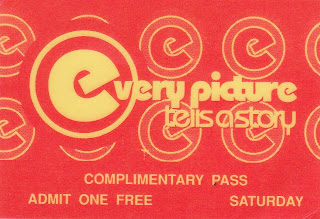 every picture
tells a story
COMPLIMENTARY PASS
ADMIT ONE FREE SATURDAY